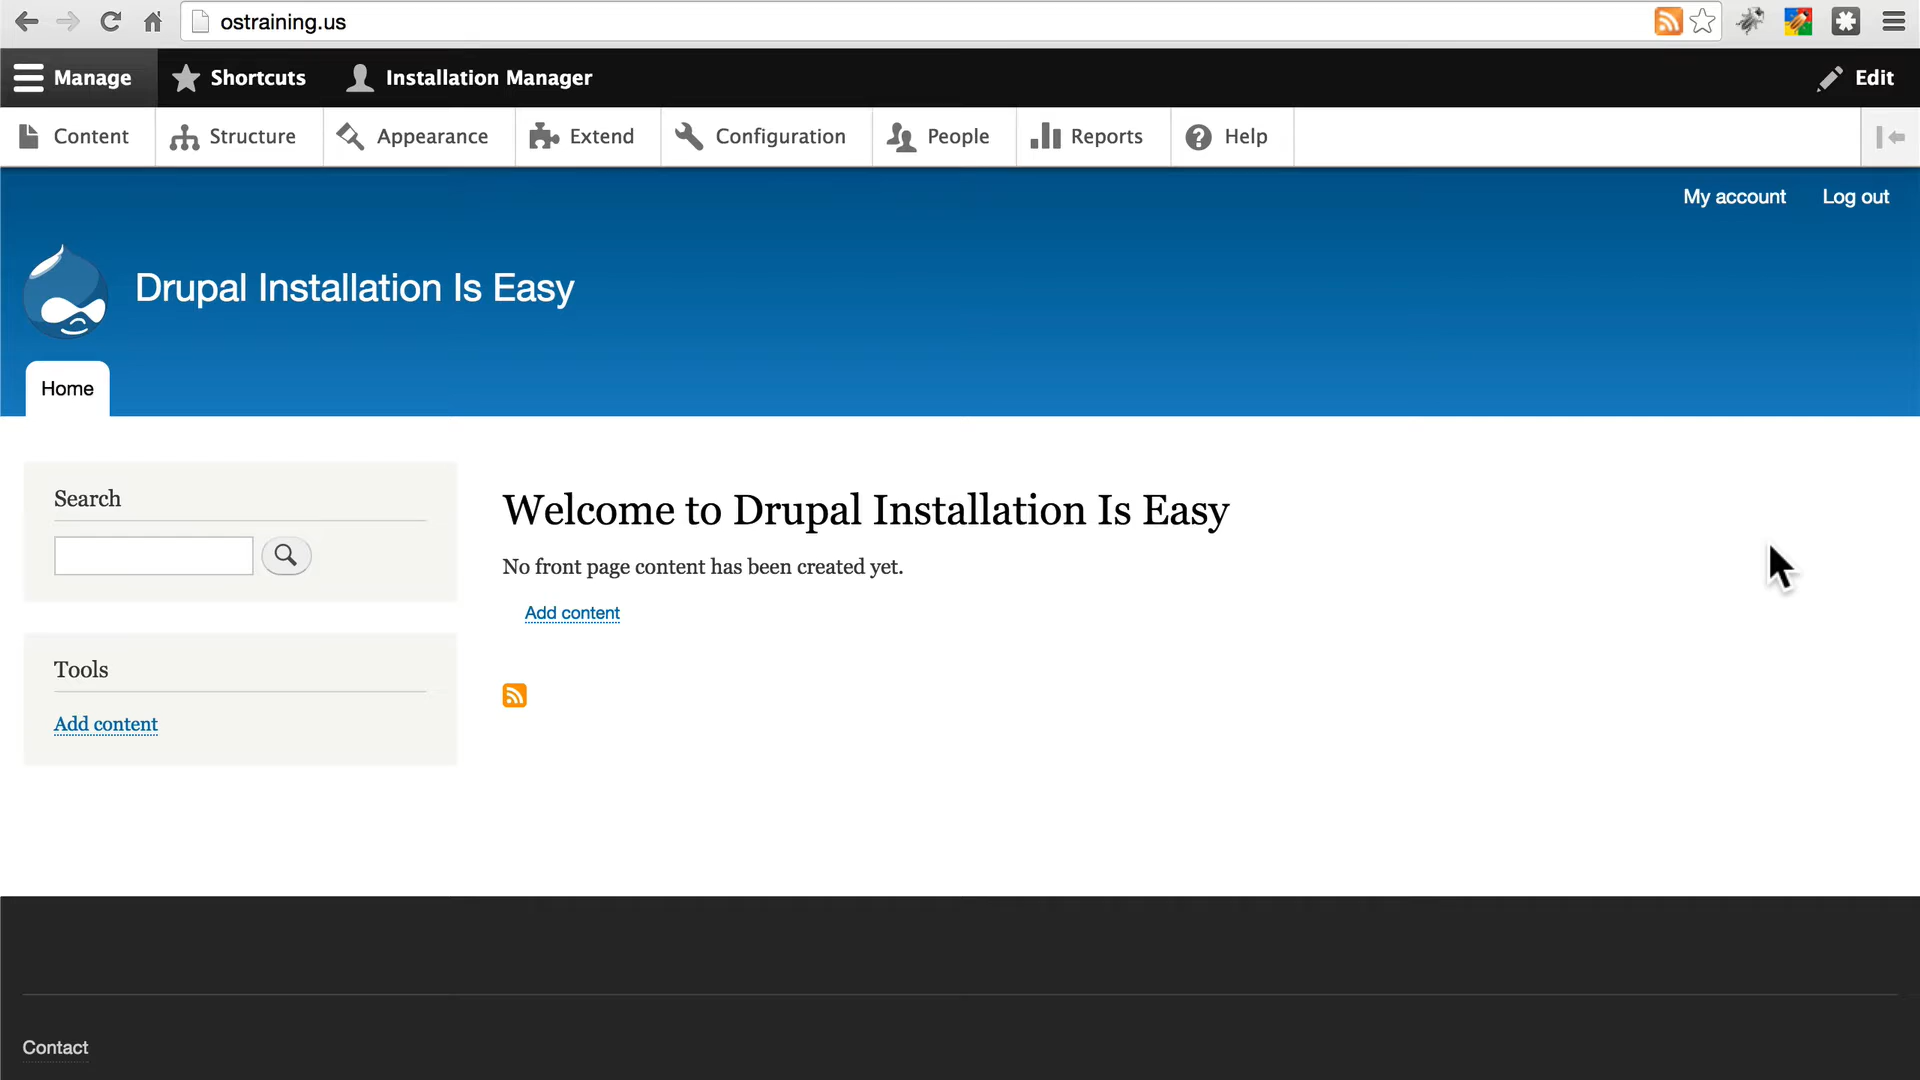 ostraining.us
Manage Shortcuts Installation Manager Edit
Content Structure Appearance Extend Configuration People Reports Help
My account Log out
Drupal Installation Is Easy
Home
Search
Welcome to Drupal Installation Is Easy
No front page content has been created yet.
Add content
Tools
Add content
Contact